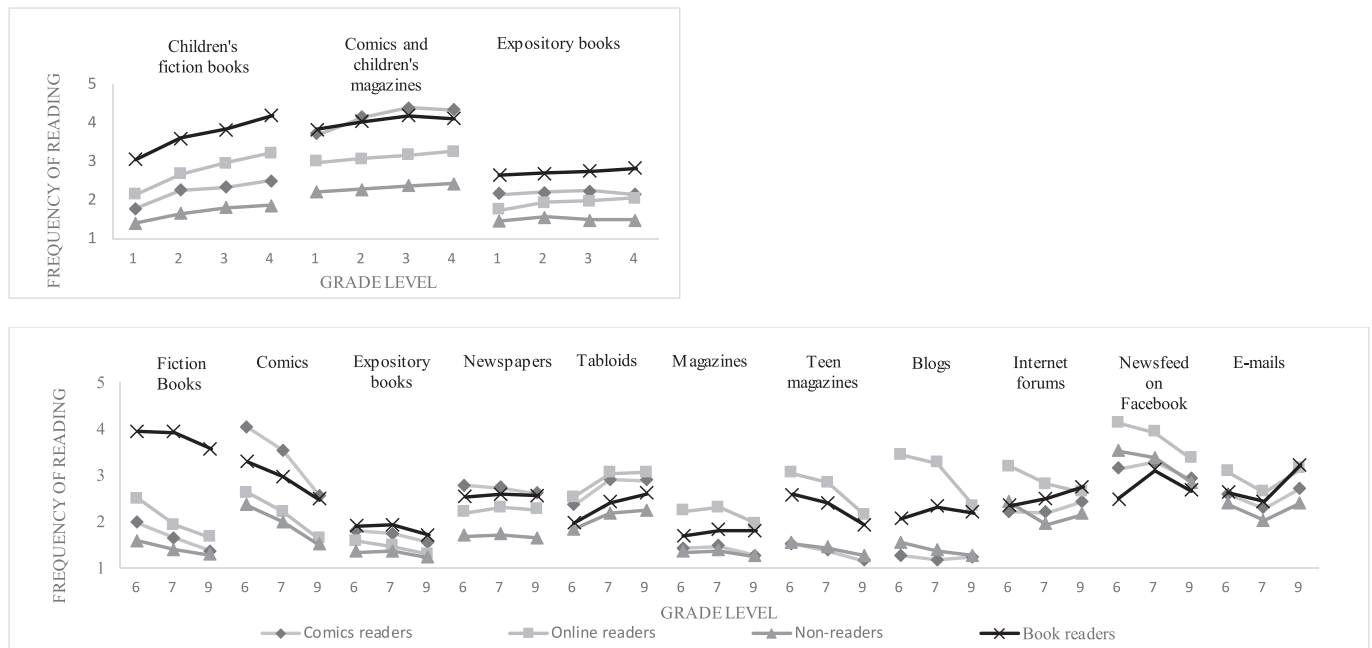 Children's
fiction books
Comics and
children's
magazines
Expository books
FREQUENCY OF READING
5
4
3
2
1
1 2 3 4 1 2 3 4 1 2 3 4
GRADE LEVEL
Fiction
Books
Comics
Expository
books
Newspapers
Tabloids
Magazines
Teen
magazines
Blogs
Internet
forums
Newsfeed
on
Facebook
E-mails
FREQUENCY OF READING
5
4
3
2
1
6 7 9 6 7 9 6 7 9 6 7 9 6 7 9 6 7 9 6 7 9 6 7 9 6 7 9 6 7 9 6 7 9
GRADE LEVEL
Comics readers Online readers Non-readers Book readers